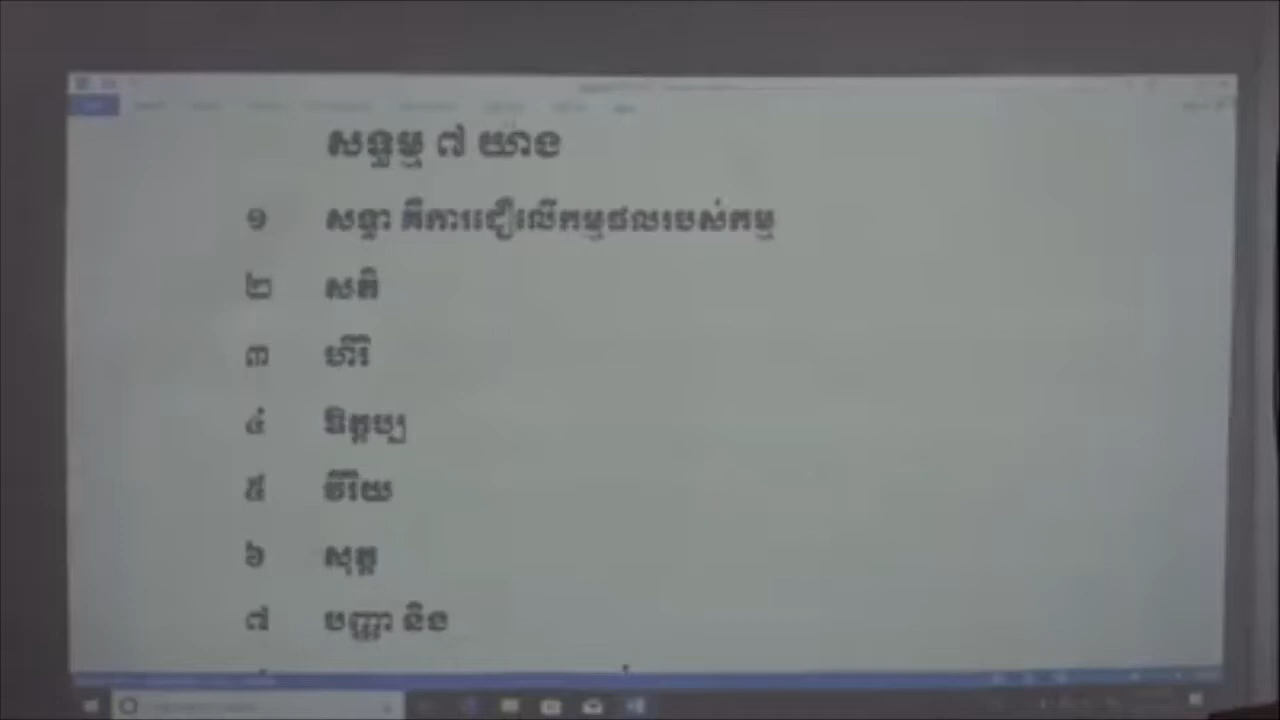 សទ្ធម្ម ៧ យ៉ាង
១ សទ្ធា គឺការជឿលើកម្មផលរបស់កម្ម
២ សតិ
៣ ហិរិ
៤ ឱត្តប្ប
៥ វិរិយ
៦ សុត្ត
៧ បញ្ញា និង